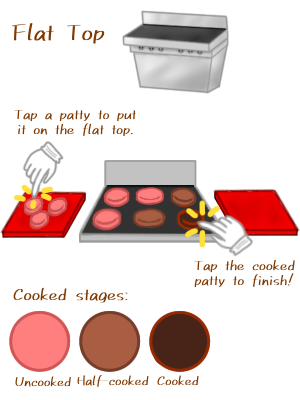 Flat Top
Tap a patty to put
it on the flat top.
Tap the cooked
patty to finish!
Cooked stages:
Uncooked Half-cooked Cooked